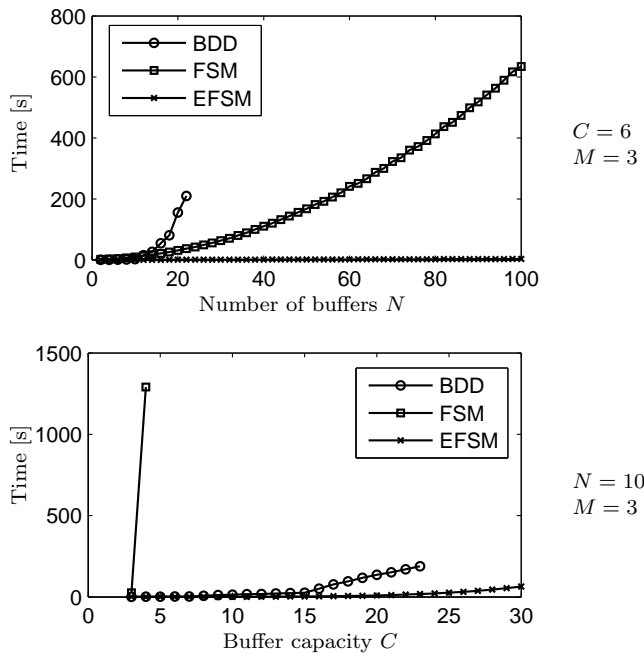 800
600
400
200
0
Time [s]
BDD
FSM
EFSM
0 20 40 60 80 100
Number of buffers N
C = 6
M = 3
1500
1000
500
0
Time [s]
BDD
FSM
EFSM
0 5 10 15 20 25 30
Buffer capacity C
N = 10
M = 3